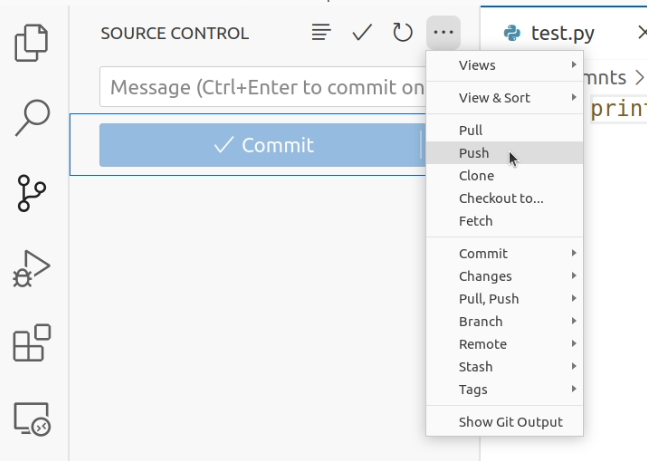 SOURCE CONTROL
Message (Ctrl+Enter to commit on
Commit
Views
View & Sort
Pull
Push
Clone
Checkout to...
Fetch
Commit
Changes
Pull, Push
Branch
Remote
Stash
Tags
Show Git Output
test.py
mnts >
prin